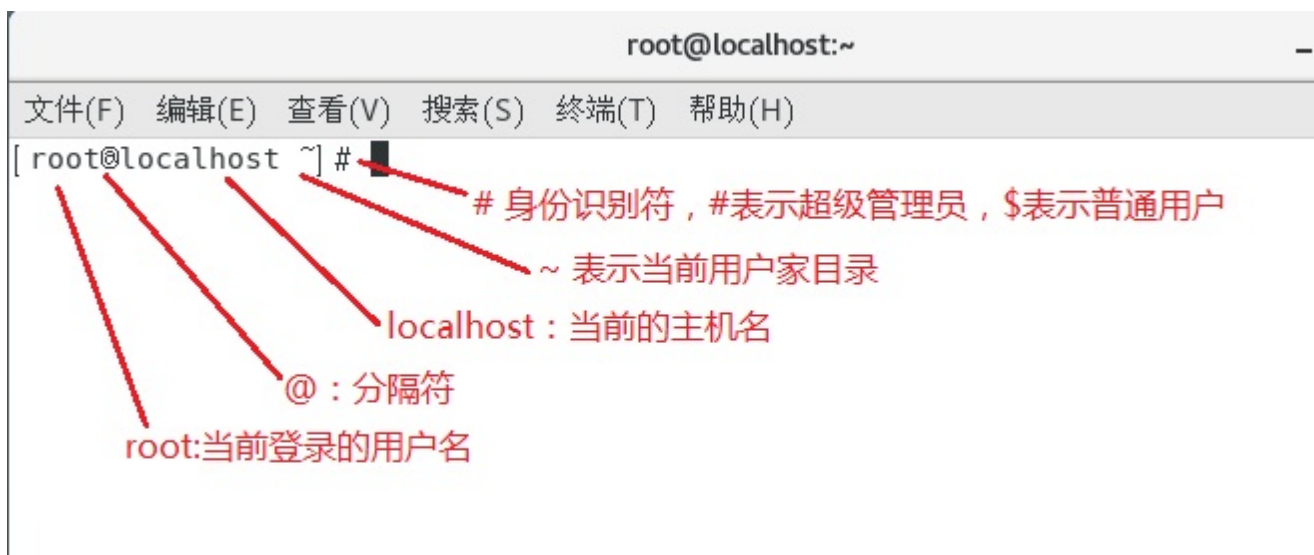 root@localhost:~
文件(F) 编辑(E) 查看(V) 搜索(S) 终端(T) 帮助(H)
[root@localhost ~]#
# 身份识别符，#表示超级管理员，$表示普通用户
~ 表示当前用户家目录
localhost：当前的主机名
@：分隔符
root:当前登录的用户名